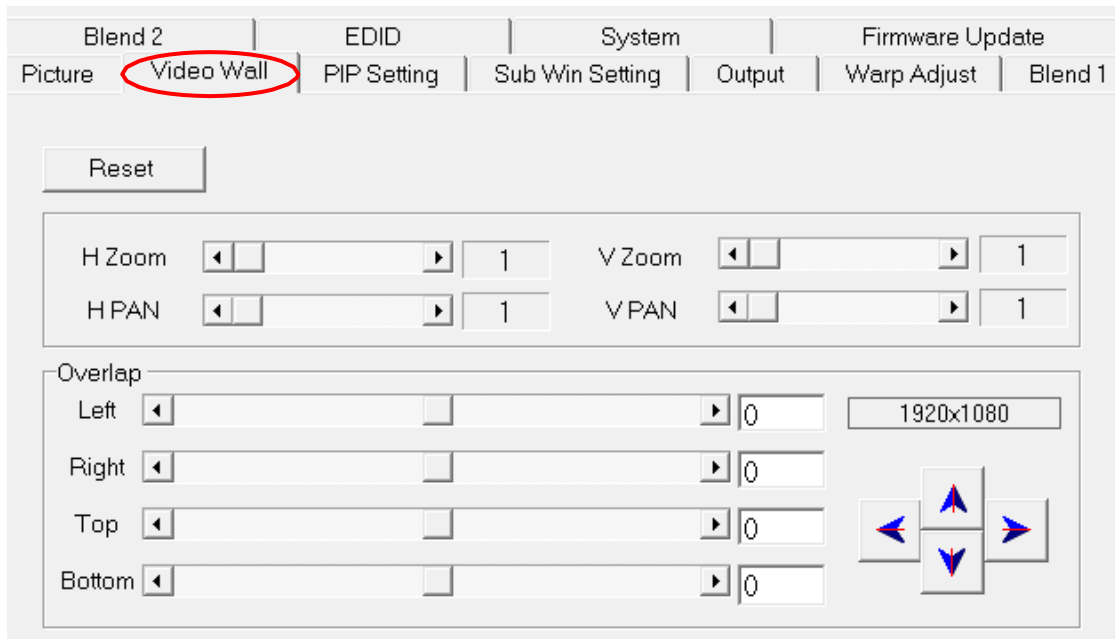 Blend 2 EDID System Firmware Update
Picture Video Wall PIP Setting Sub Win Setting Output Warp Adjust Blend 1
Reset
H Zoom 1 V Zoom 1
H PAN 1 V PAN 1
Overlap
Left 0 1920x1080
Right 0
Top 0
Bottom 0